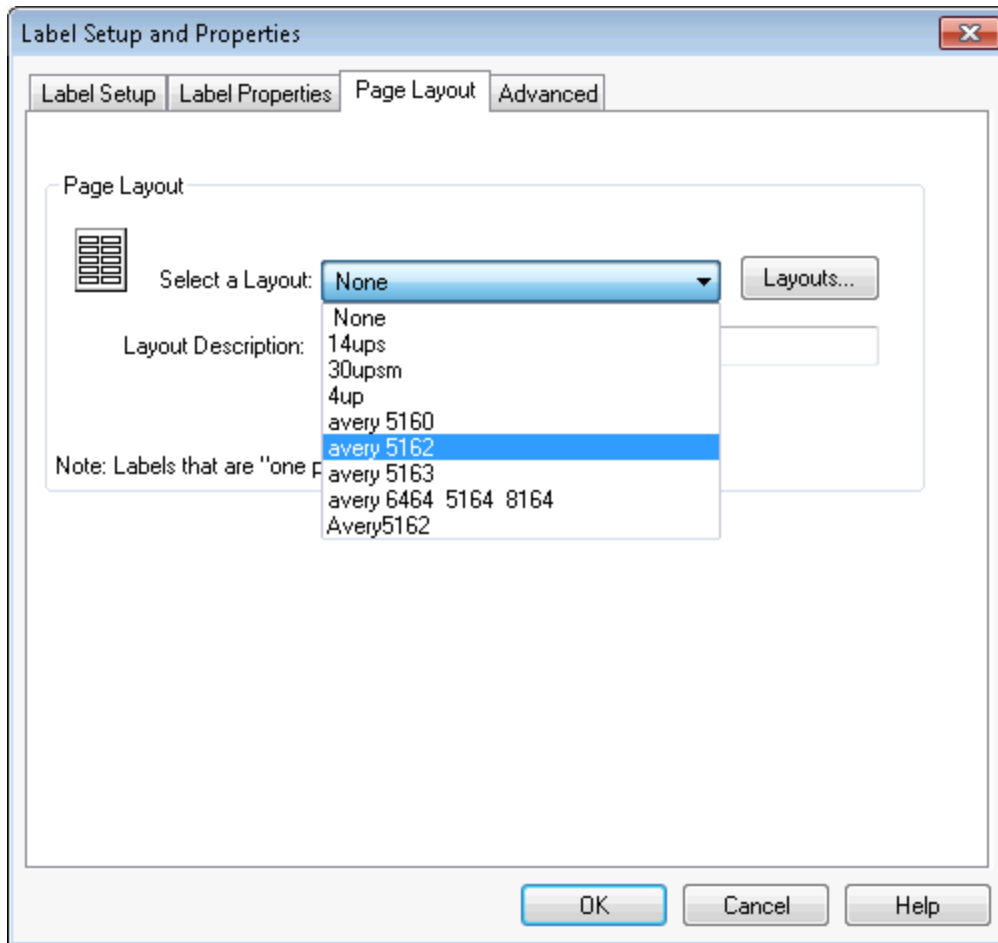 Label Setup and Properties
Label Setup Label Properties Page Layout Advanced
Page Layout
Select a Layout: None Layouts...
None
Layout Description:
14ups
30upsm
4up
avery 5160
avery 5162
Note: Labels that are "one
avery 5163
avery 6464 5164 8164
Avery5162
OK Cancel Help